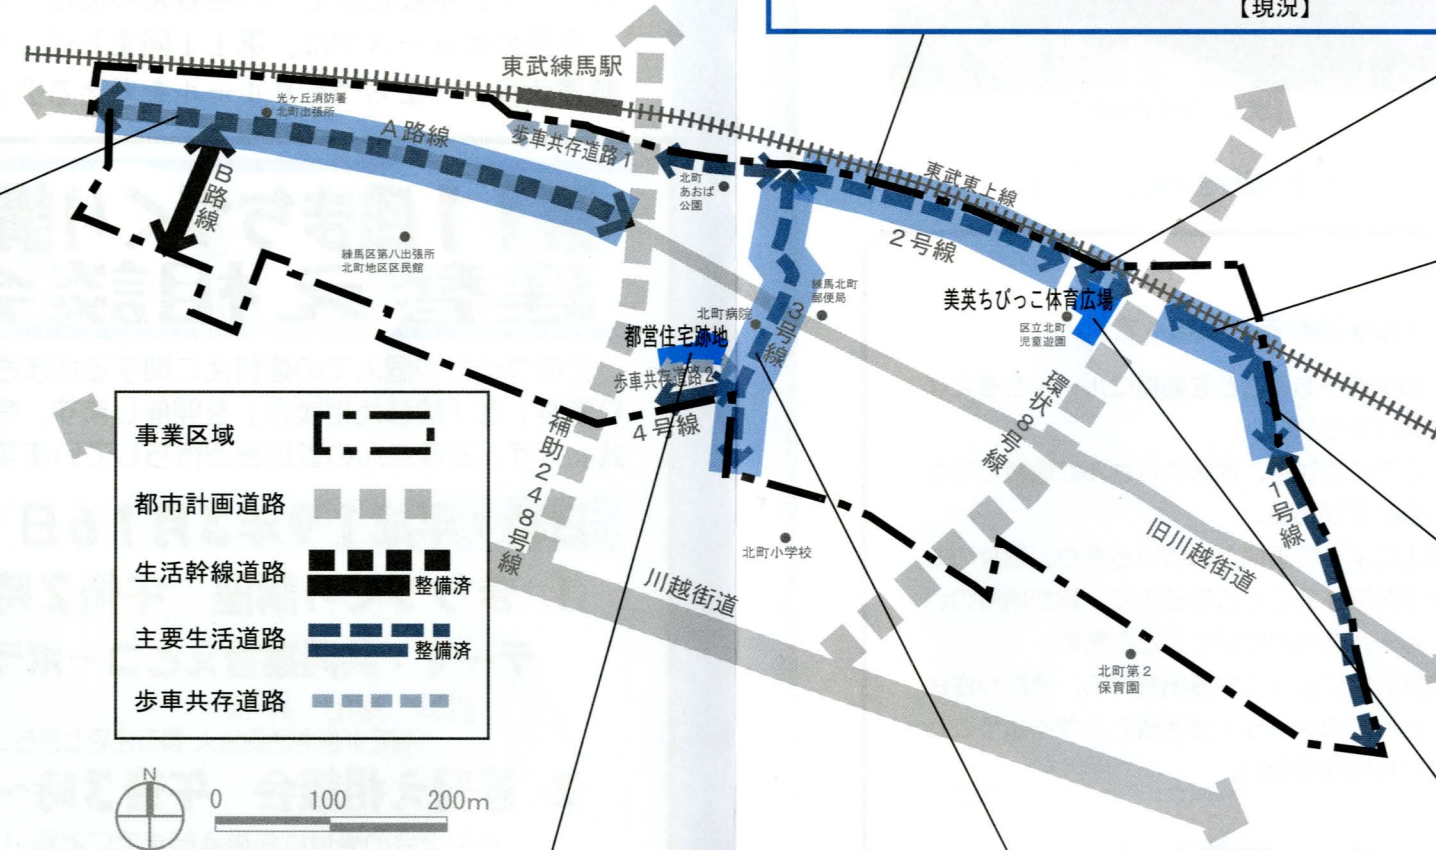 【現況】
東武練馬駅
光ヶ丘消防署
北町出張所
A路線
歩車共存道路1
B路線
北町
あおば
公園
東武東上線
2号線
練馬区第八出張所
北町地区区民館
練馬北町
郵便局
美英ちびっこ体育広場
北町病院
3号線
区立北町
児童遊園
都営住宅跡地
歩車共存道路2
環状8号線
4号線
補助248号線
1号線
旧川越街道
北町小学校
川越街道
北町第2
保育園
事業区域
都市計画道路
生活幹線道路
整備済
主要生活道路
整備済
歩車共存道路
N
0 100 200m